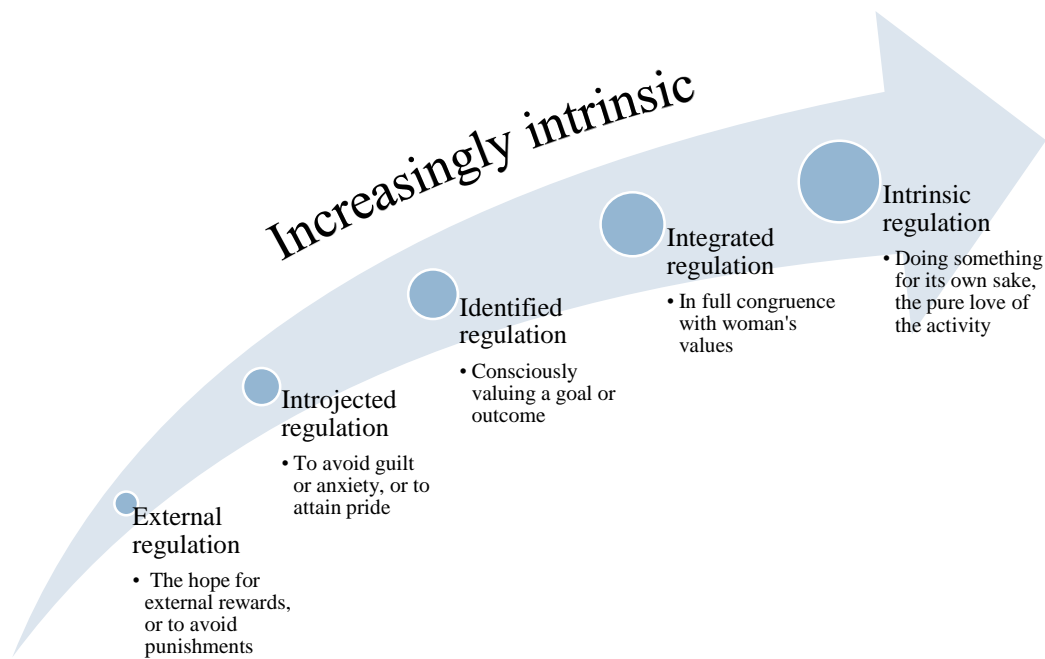 Increasingly intrinsic
External
regulation
• The hope for
external rewards,
or to avoid
punishments
Introjected
regulation
• To avoid guilt
or anxiety, or to
attain pride
Identified
regulation
• Consciously
valuing a goal or
outcome
Integrated
regulation
• In full congruence
with woman's
values
Intrinsic
regulation
• Doing something
for its own sake,
the pure love of
the activity